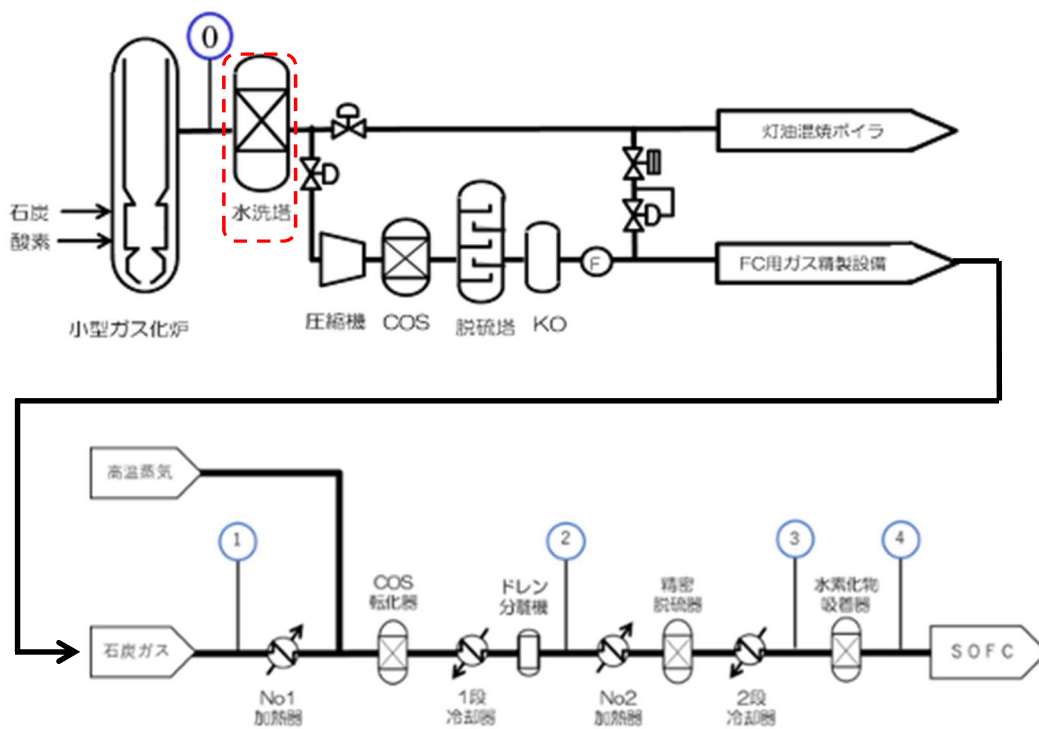 0
石炭
酸素
水洗塔
灯油混焼ボイラ
小型ガス化炉
圧縮機
COS
脱硫塔
KO
F
FC用ガス精製設備
高温蒸気
1
2
3
4
COS
転化器
ドレン
分離機
精密
脱硫器
水素化物
吸着器
石炭ガス
SOFC
No1
加熱器
1段
冷却器
No2
加熱器
2段
冷却器